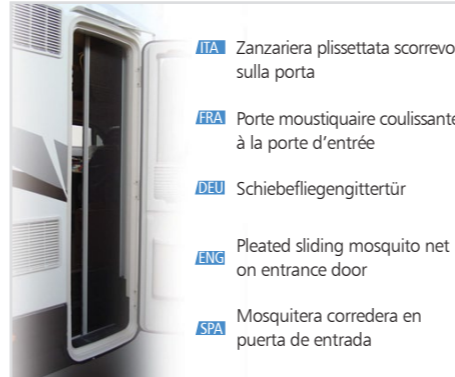 /ITA Zanzariera plissettata
sulla porta
/FRA Porte moustiquaire coulissante
à la porte d'entrée
/DEU Schiebefliegengittertür
/ENG Pleated sliding mosquito net
on entrance door
/SPA Mosquitera corredera en
puerta de entrada